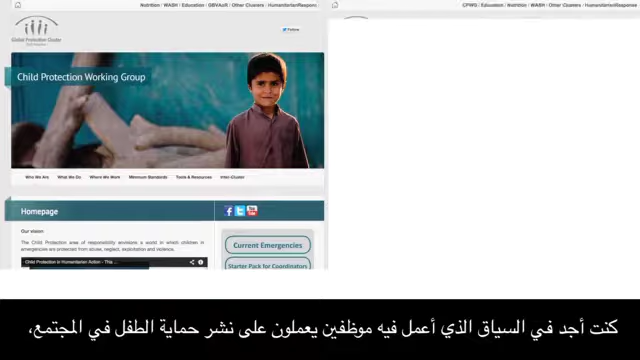 Nutrition | WASH | Education | GBVAoR | Other Clusters | HumanitarianRespons
CPWG | Education | Nutrition | WASH | Other Clusters | HumanitarianResponse
Global Protection Cluster
Follow
Child Protection Working Group
Who We Are What We Do Where We Work Minimum Standards Tools & Resources Inter-Cluster
Homepage
Our vision
The Child Protection area of responsibility envisions a world in which children in
emergencies are protected from abuse, neglect, exploitation and violence.
Child Protection in Humanitarian Action - This ...
Current Emergencies
Starter Pack for Coordinators
كنت أجد في السياق الذي أعمل فيه موظفين يعملون على نشر حماية الطفل في المجتمع،